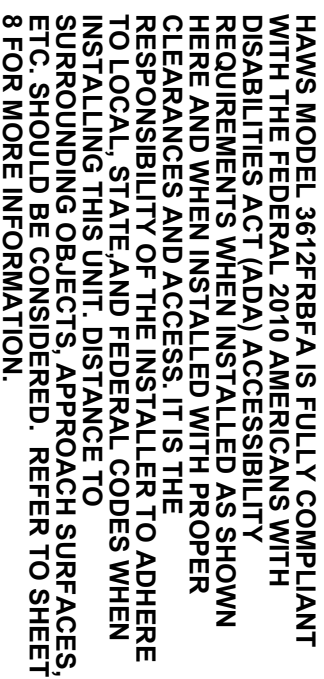 HAWS MODEL 3612FRBFA IS FULLY COMPLIANT
WITH THE FEDERAL 2010 AMERICANS WITH
DISABILITIES ACT (ADA) ACCESSIBILITY
REQUIREMENTS WHEN INSTALLED AS SHOWN
HERE AND WHEN INSTALLED WITH PROPER
CLEARANCES AND ACCESS. IT IS THE
RESPONSIBILITY OF THE INSTALLER TO ADHERE
TO LOCAL, STATE,AND FEDERAL CODES WHEN
INSTALLING THIS UNIT. DISTANCE TO
SURROUNDING OBJECTS, APPROACH SURFACES,
ETC. SHOULD BE CONSIDERED. REFER TO SHEET
8 FOR MORE INFORMATION.